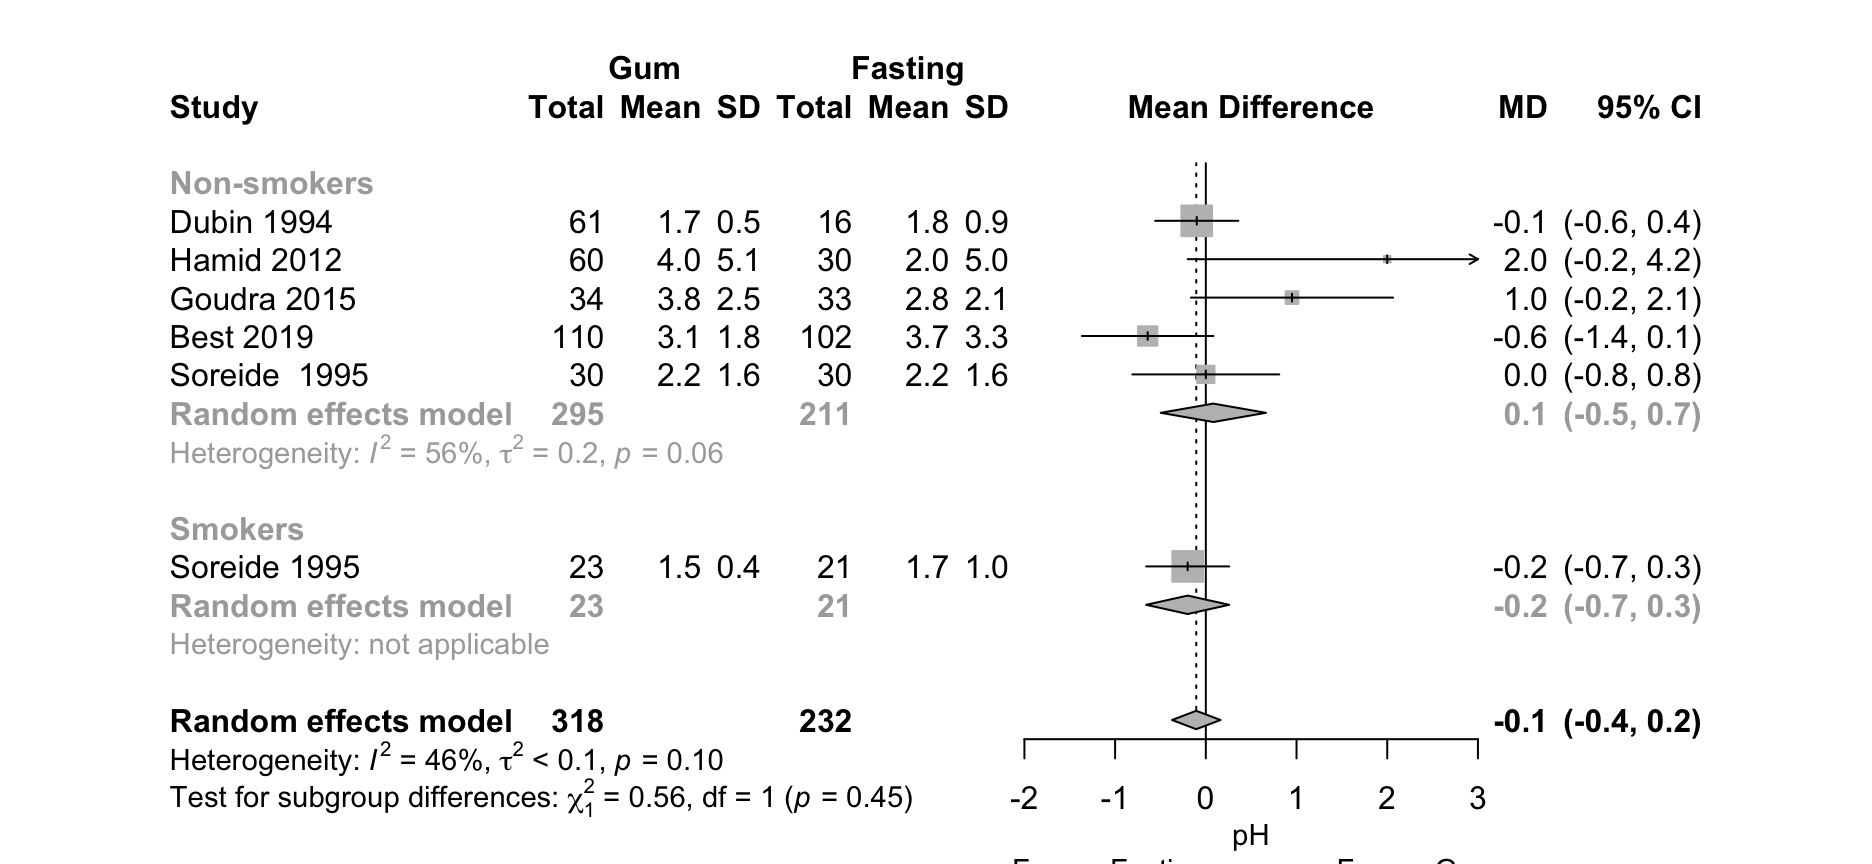 Gum Fasting
Study Total Mean SD Total Mean SD Mean Difference MD 95% CI
Non-smokers
Dubin 1994 61 1.7 0.5 16 1.8 0.9 -0.1 (-0.6, 0.4)
Hamid 2012 60 4.0 5.1 30 2.0 5.0 2.0 (-0.2, 4.2)
Goudra 2015 34 3.8 2.5 33 2.8 2.1 1.0 (-0.2, 2.1)
Best 2019 110 3.1 1.8 102 3.7 3.3 -0.6 (-1.4, 0.1)
Soreide 1995 30 2.2 1.6 30 2.2 1.6 0.0 (-0.8, 0.8)
Random effects model 295 211 0.1 (-0.5, 0.7)
Heterogeneity: I² = 56%, τ² = 0.2, p = 0.06
Smokers
Soreide 1995 23 1.5 0.4 21 1.7 1.0 -0.2 (-0.7, 0.3)
Random effects model 23 21 -0.2 (-0.7, 0.3)
Heterogeneity: not applicable
Random effects model 318 232 -0.1 (-0.4, 0.2)
Heterogeneity: I² = 46%, τ² < 0.1, p = 0.10
Test for subgroup differences: χ²₁ = 0.56, df = 1 (p = 0.45)
-2 -1 0 1 2 3
pH